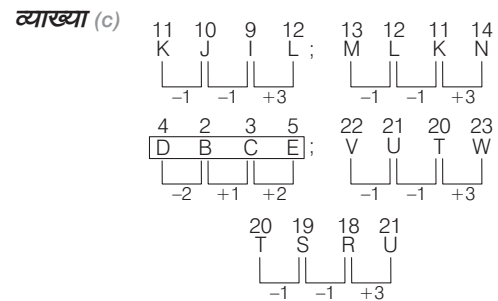 व्याख्या (c)
11 10 9 12 13 12 11 14
K J I L ; M L K N
–1 –1 +3 –1 –1 +3
4 2 3 5 22 21 20 23
D B C E ; V U T W
–2 +1 +2 –1 –1 +3
20 19 18 21
T S R U
–1 –1 +3